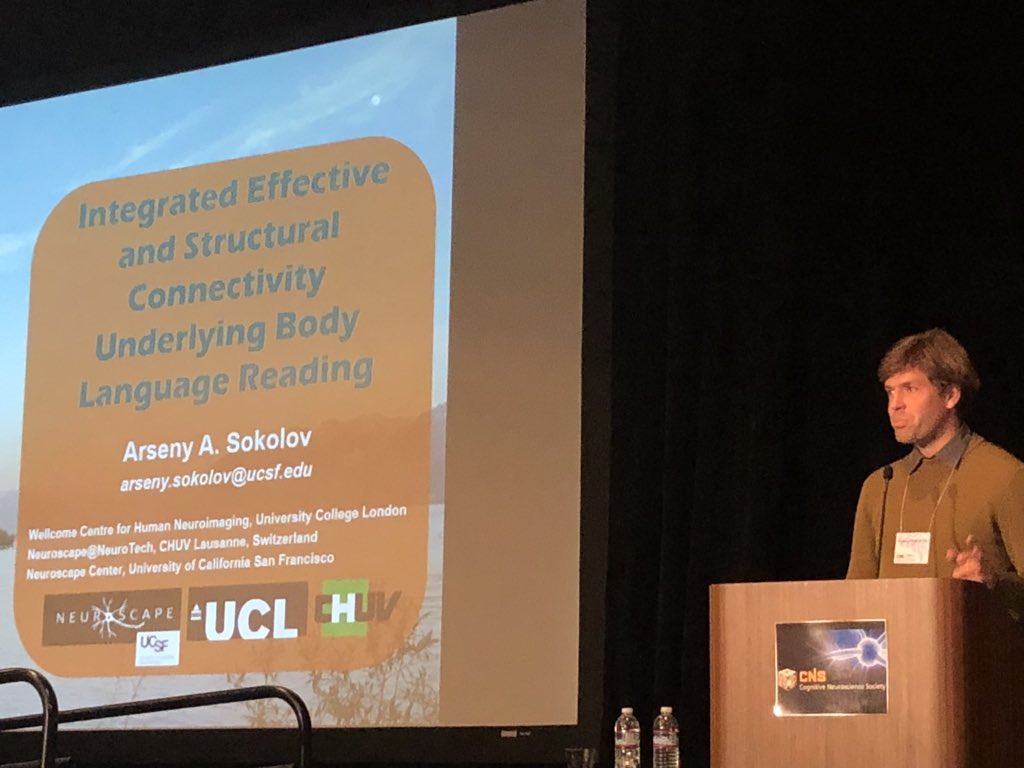 Integrated Effective
and Structural
Connectivity
Underlying Body
Language Reading
Arseny A. Sokolov
arseny.sokolov@ucsf.edu
Wellcome Centre for Human Neuroimaging, University College London
Neuroscape@NeuroTech, CHUV Lausanne, Switzerland
Neuroscape Center, University of California San Francisco
NEUROSCAPE
UCSF
UCL
CHUV
CNS
Cognitive Neuroscience Society